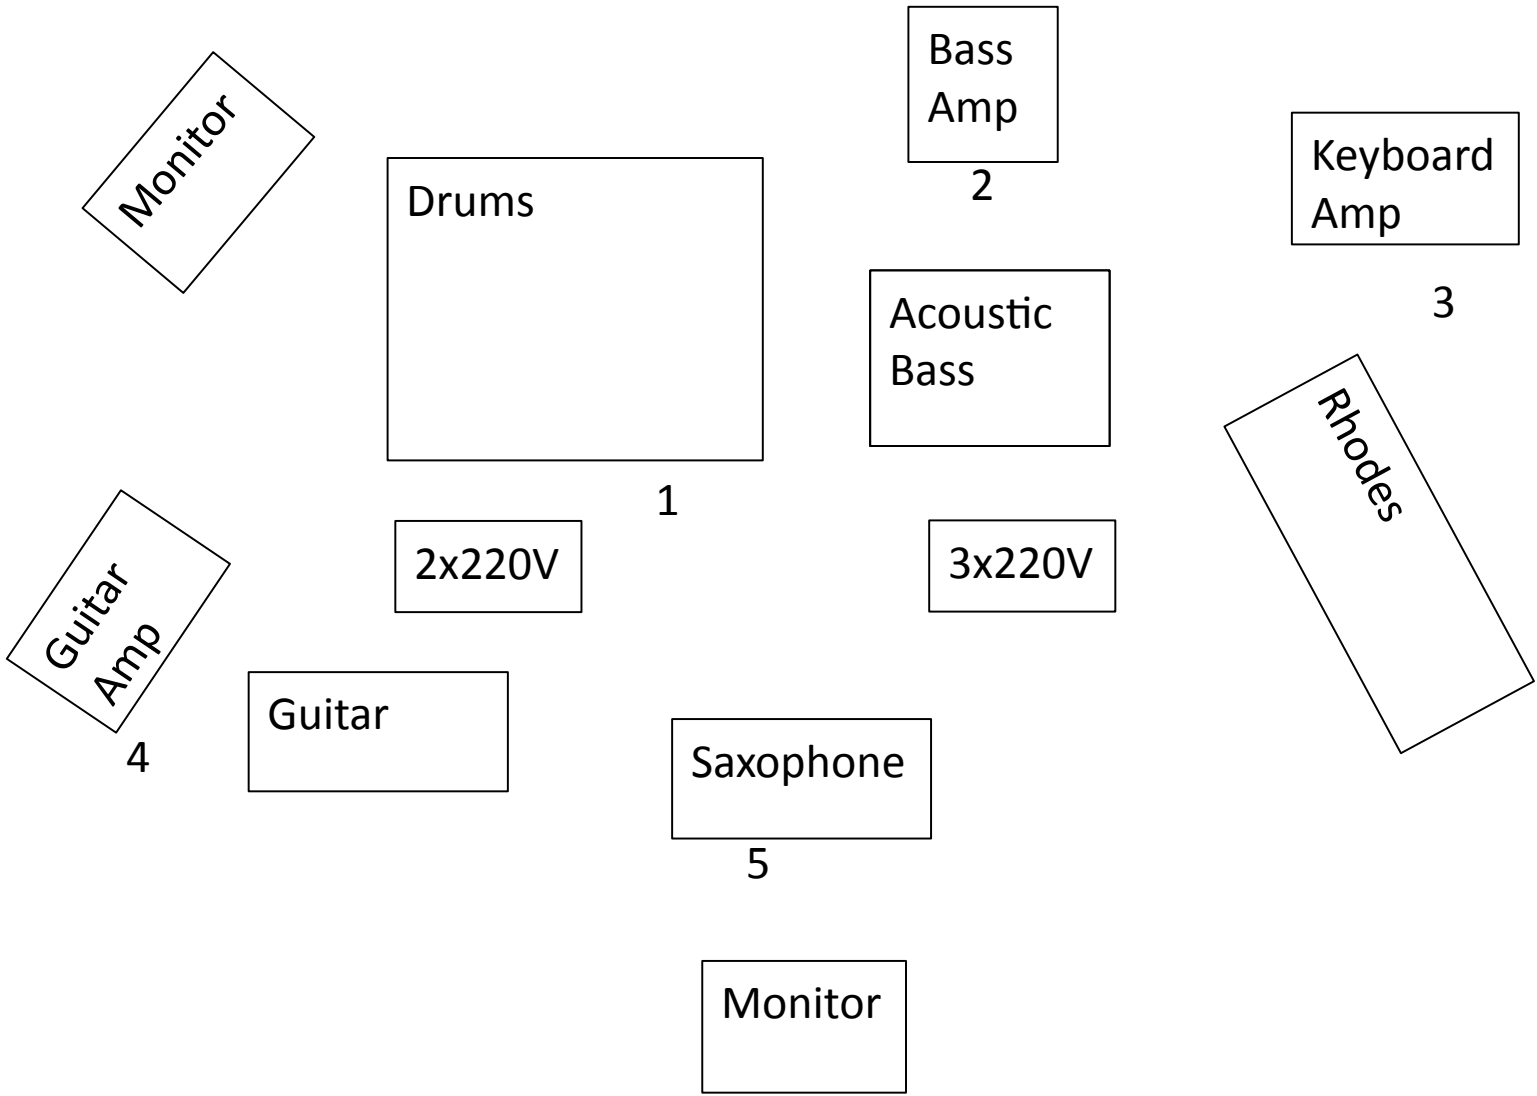 Bass
Amp
2
Monitor
Drums
Keyboard
Amp
3
Acoustic
Bass
Rhodes
1
2x220V
3x220V
Guitar
Amp
4
Guitar
Saxophone
5
Monitor